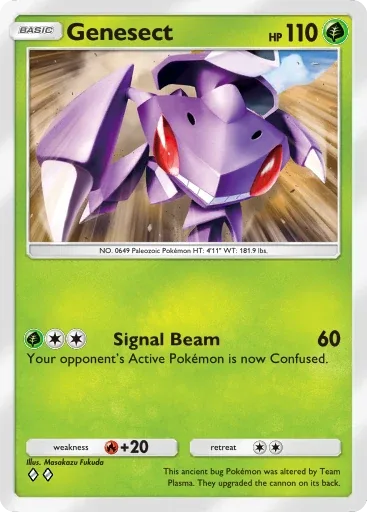 BASIC
Genesect
HP 110
NO. 0649 Paleozoic Pokémon HT: 4'11" WT: 181.9 lbs.
Signal Beam 60
Your opponent's Active Pokémon is now Confused.
weakness +20 retreat
Illus. Masakazu Fukuda
This ancient bug Pokémon was altered by Team
Plasma. They upgraded the cannon on its back.